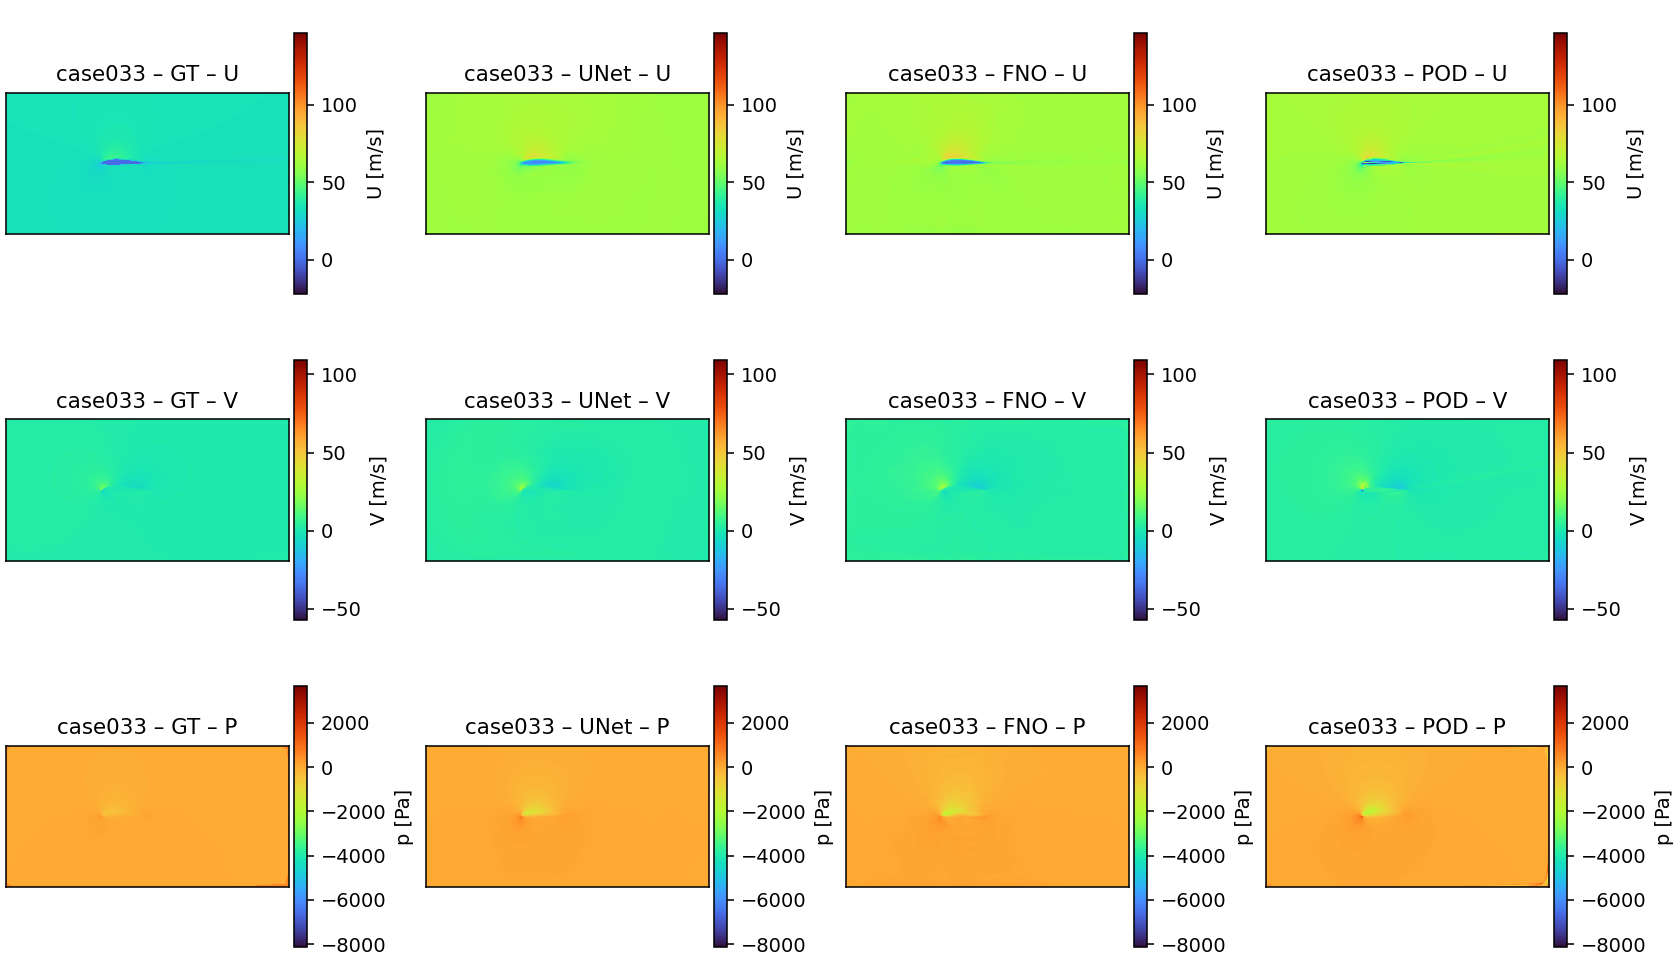 case033 – GT – U
100
50
0
U [m/s]
case033 – UNet – U
100
50
0
U [m/s]
case033 – FNO – U
100
50
0
U [m/s]
case033 – POD – U
100
50
0
U [m/s]
case033 – GT – V
100
50
0
−50
V [m/s]
case033 – UNet – V
100
50
0
−50
V [m/s]
case033 – FNO – V
100
50
0
−50
V [m/s]
case033 – POD – V
100
50
0
−50
V [m/s]
case033 – GT – P
2000
0
−2000
−4000
−6000
−8000
p [Pa]
case033 – UNet – P
2000
0
−2000
−4000
−6000
−8000
p [Pa]
case033 – FNO – P
2000
0
−2000
−4000
−6000
−8000
p [Pa]
case033 – POD – P
2000
0
−2000
−4000
−6000
−8000
p [Pa]